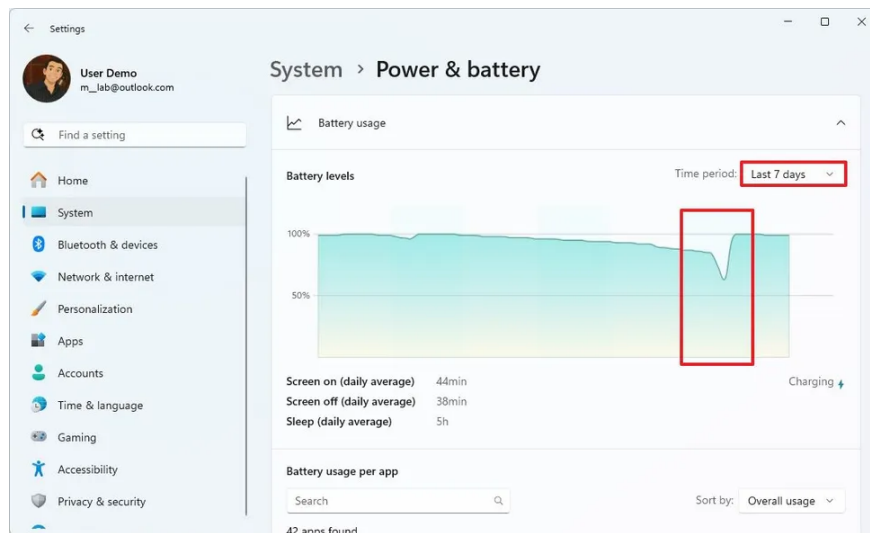 Settings
User Demo
m__lab@outlook.com
Find a setting
Home
System
Bluetooth & devices
Network & internet
Personalization
Apps
Accounts
Time & language
Gaming
Accessibility
Privacy & security
System > Power & battery
Battery usage
Battery levels
Time period: Last 7 days
100%
50%
Screen on (daily average) 44min
Charging
Screen off (daily average) 38min
Sleep (daily average) 5h
Battery usage per app
Search
Sort by: Overall usage
42 apps found